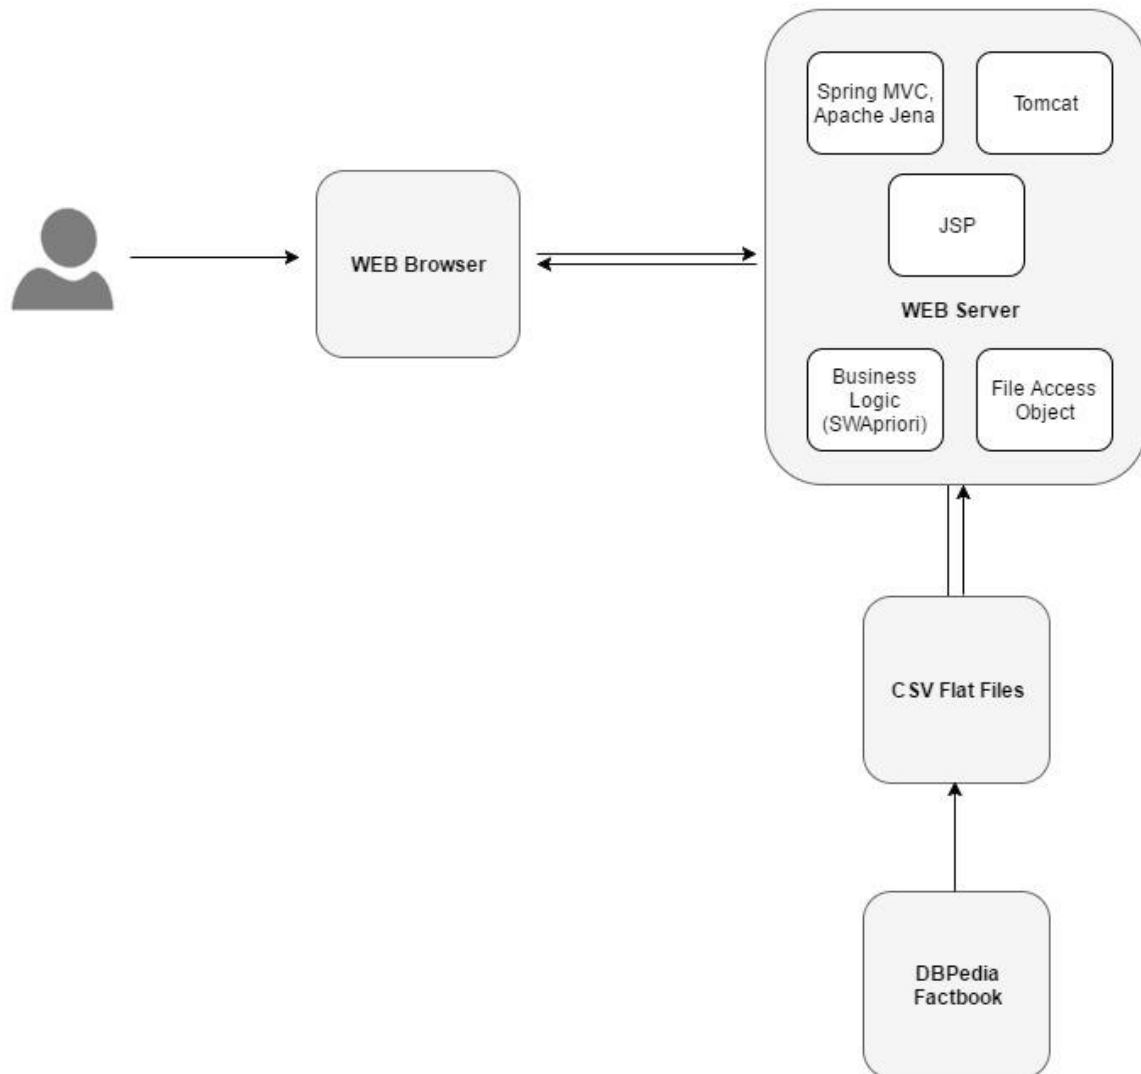 Spring MVC,
Apache Jena
Tomcat
JSP
WEB Browser
WEB Server
Business
Logic
(SWApriori)
File Access
Object
CSV Flat Files
DBPedia
Factbook